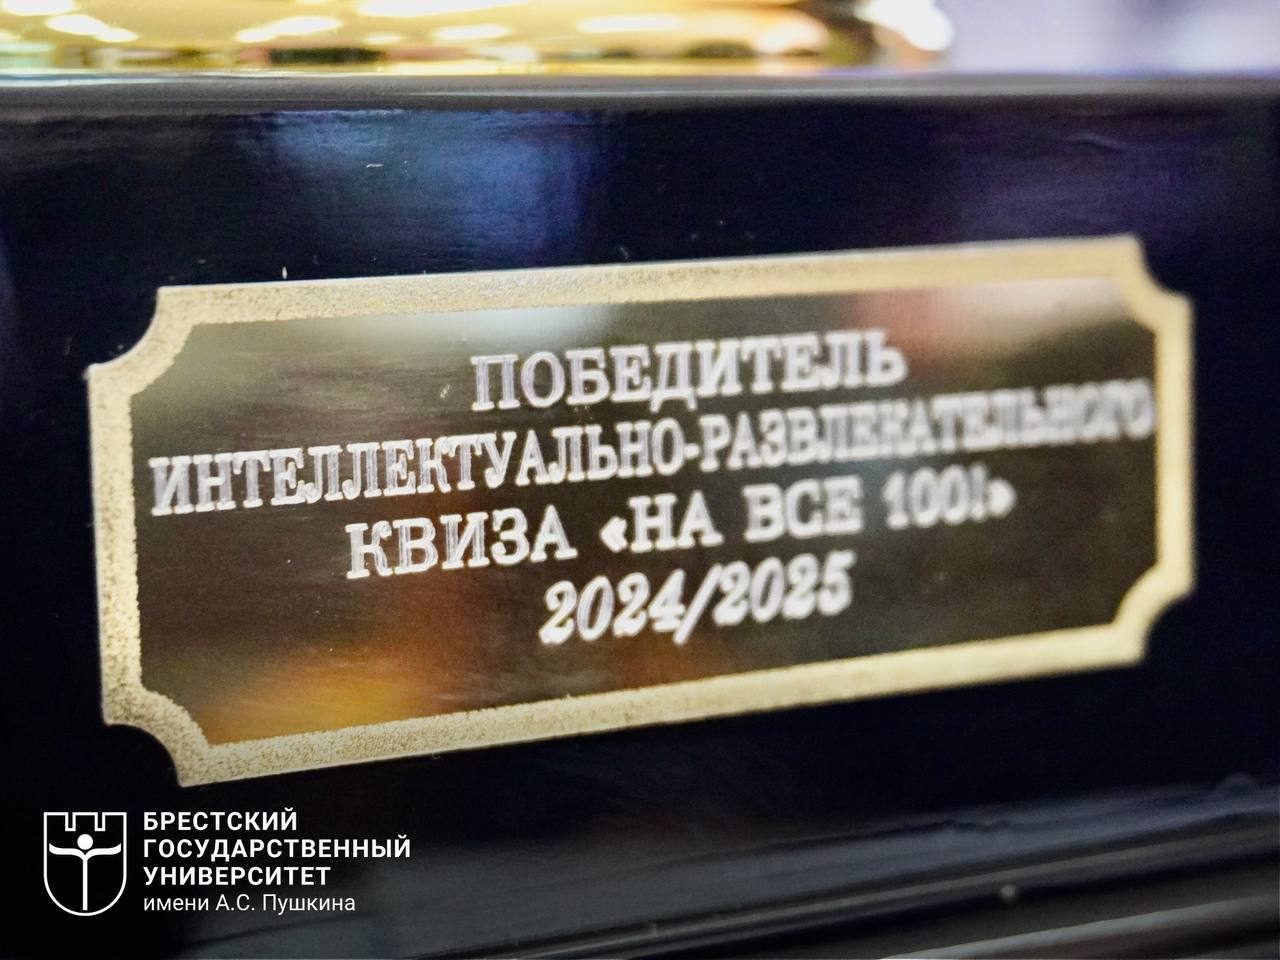 ПОБЕДИТЕЛЬ
ИНТЕЛЛЕКТУАЛЬНО-РАЗВЛЕКАТЕЛЬНОГО
КВИЗА «НА ВСЕ 100!»
2024/2025
БРЕСТСКИЙ
ГОСУДАРСТВЕННЫЙ
УНИВЕРСИТЕТ
имени А.С. Пушкина